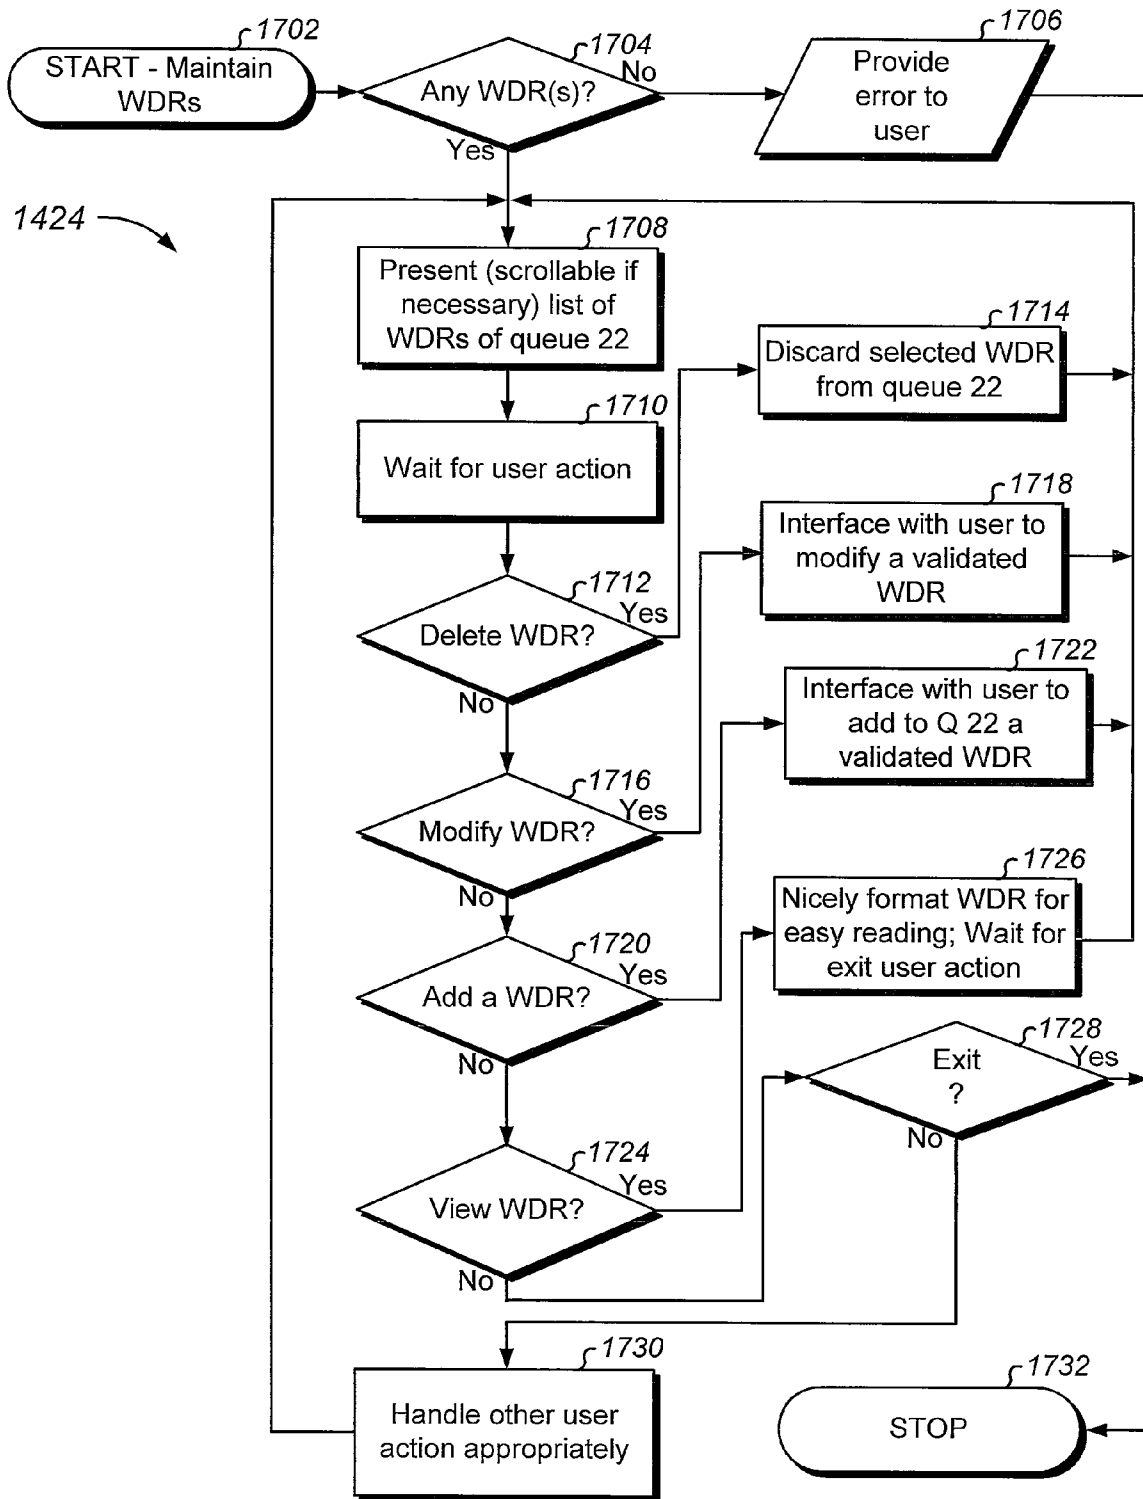 1702
START - Maintain
WDRs
1704
Any WDR(s)?
No
Yes
1706
Provide
error to
user
1424
1708
Present (scrollable if
necessary) list of
WDRs of queue 22
1710
Wait for user action
1712
Delete WDR?
Yes
No
1714
Discard selected WDR
from queue 22
1716
Modify WDR?
Yes
No
1718
Interface with user to
modify a validated
WDR
1720
Add a WDR?
Yes
No
1722
Interface with user to
add to Q 22 a
validated WDR
1724
View WDR?
Yes
No
1726
Nicely format WDR for
easy reading; Wait for
exit user action
1728
Exit
?
Yes
No
1730
Handle other user
action appropriately
1732
STOP